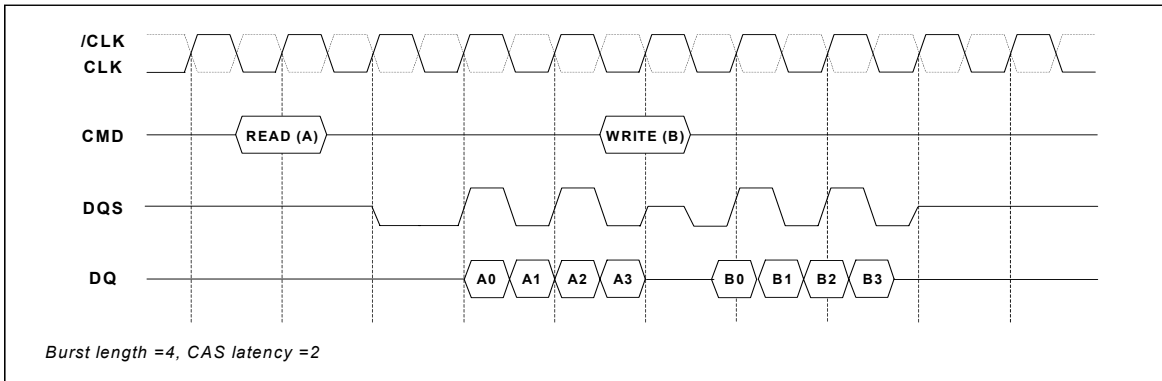 /CLK
CLK
CMD READ (A) WRITE (B)
DQS
DQ A0 A1 A2 A3 B0 B1 B2 B3
Burst length =4, CAS latency =2